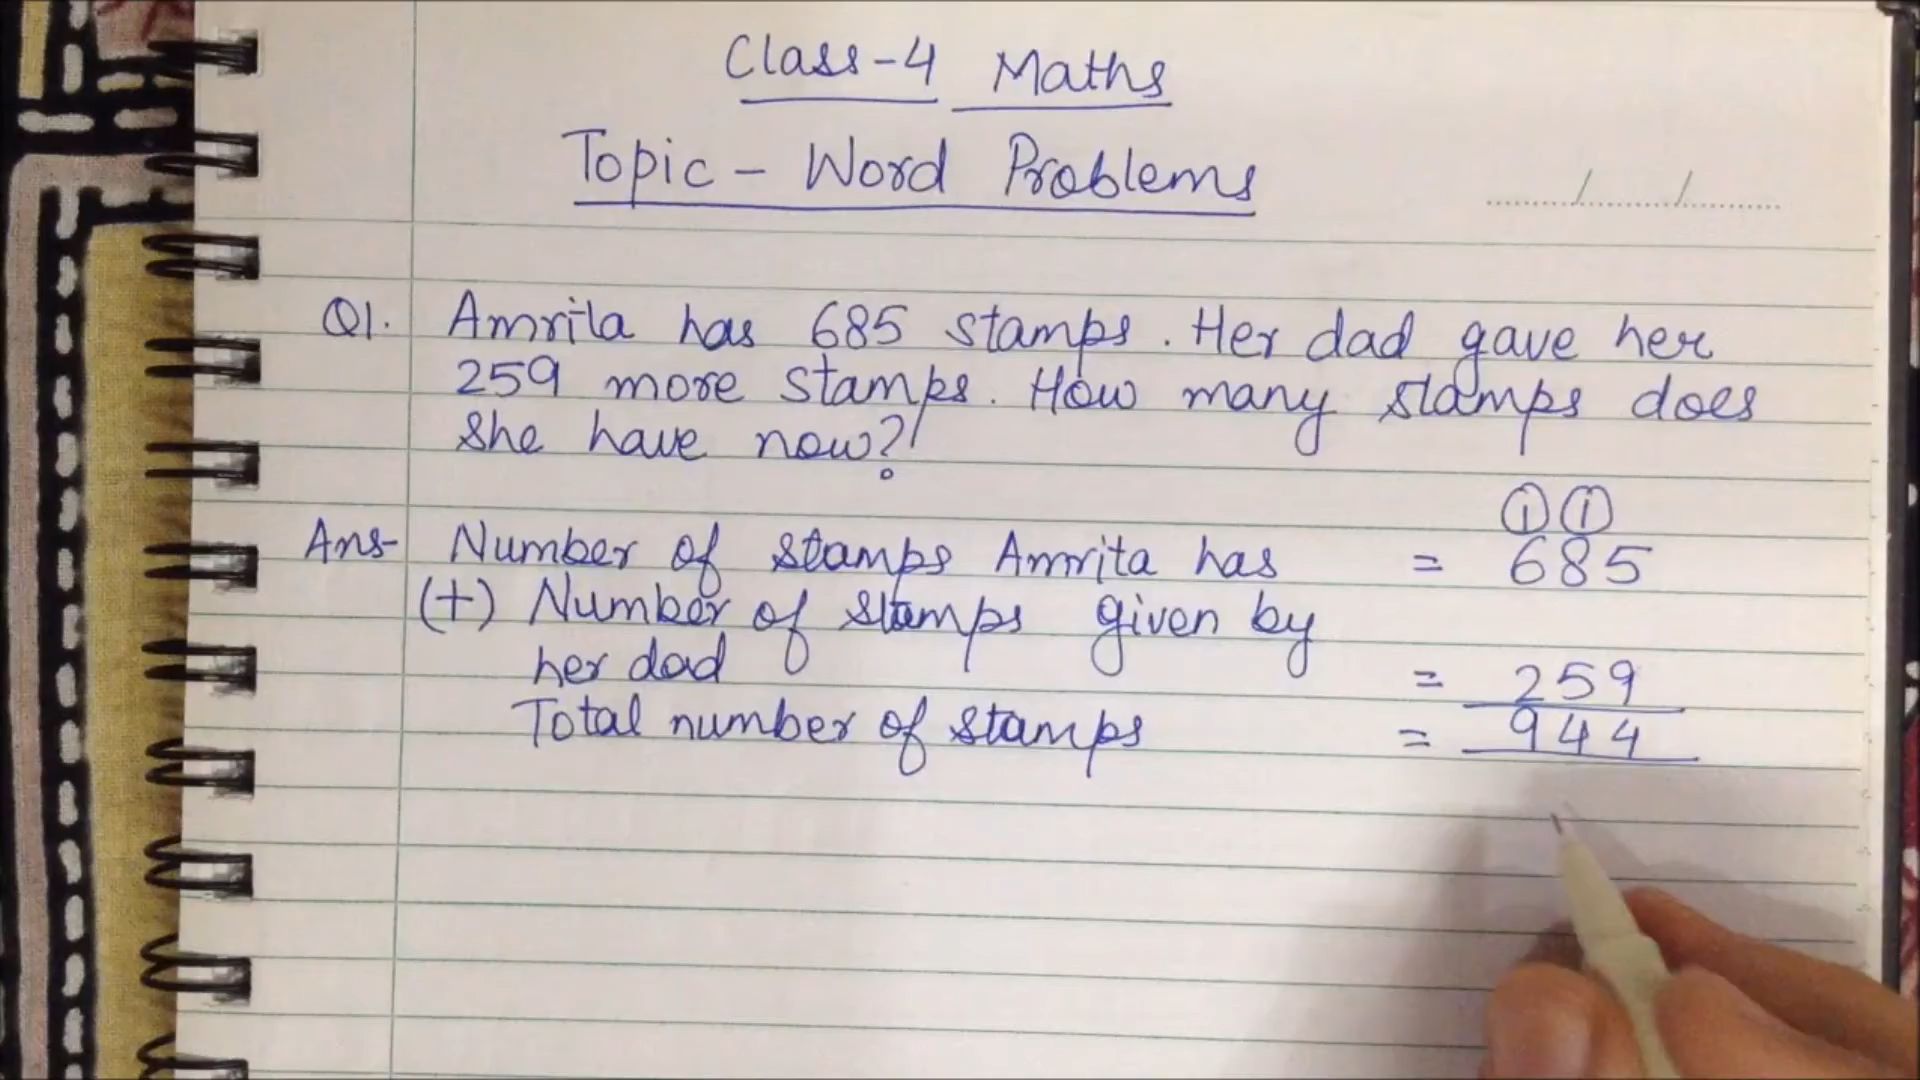 Class-4 Maths
Topic - Word Problems
Q1. Amrita has 685 stamps. Her dad gave her
259 more stamps. How many stamps does
she have now?
1 1
Ans- Number of stamps Amrita has = 685
(+) Number of stamps given by
her dad = 259
Total number of stamps = 944